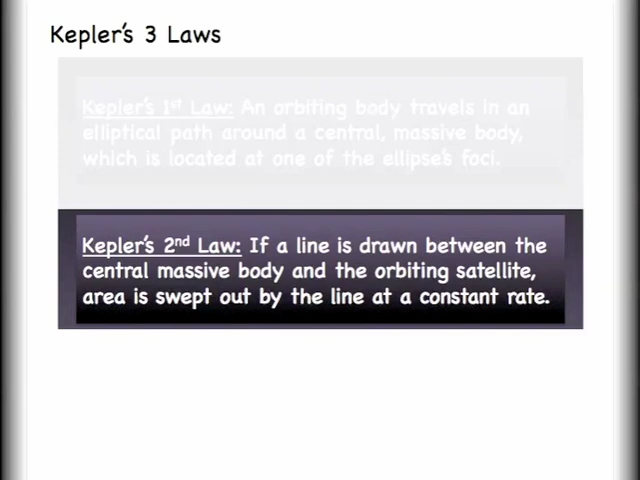 Kepler's 3 Laws
Kepler's 1st Law: An orbiting body travels in an
elliptical path around a central, massive body,
which is located at one of the ellipse's foci.
Kepler's 2nd Law: If a line is drawn between the
central massive body and the orbiting satellite,
area is swept out by the line at a constant rate.